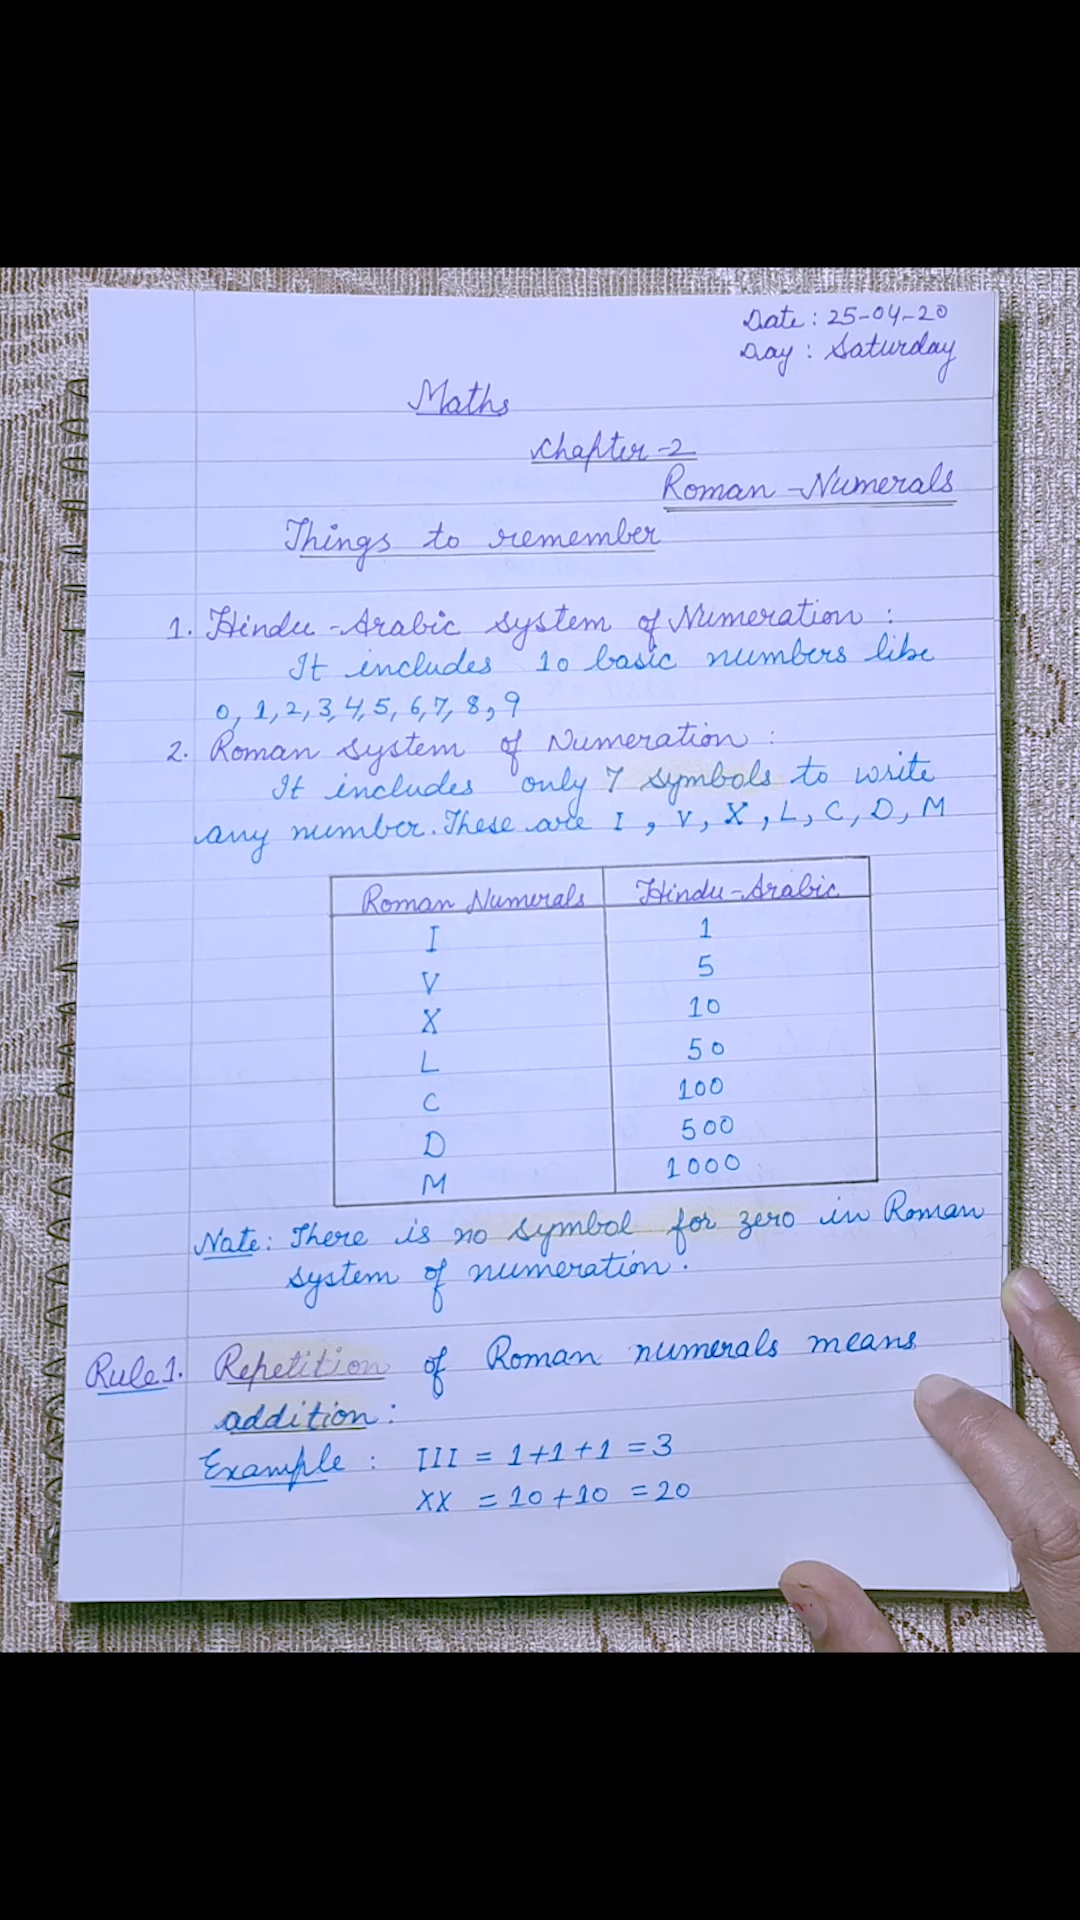 Date : 25-04-20
Day : Saturday
Maths
Chapter-2
Roman-Numerals
Things to remember
1. Hindu-Arabic System of Numeration :
It includes 10 basic numbers like
0, 1, 2, 3, 4, 5, 6, 7, 8, 9
2. Roman System of Numeration :
It includes only 7 symbols to write
any number. These are I, V, X, L, C, D, M
Roman Numerals Hindu-Arabic
I 1
V 5
X 10
L 50
C 100
D 500
M 1000
Note: There is no symbol for zero in Roman
system of numeration.
Rule 1. Repetition of Roman numerals means
addition:
Example : III = 1+1+1 = 3
XX = 10+10 = 20